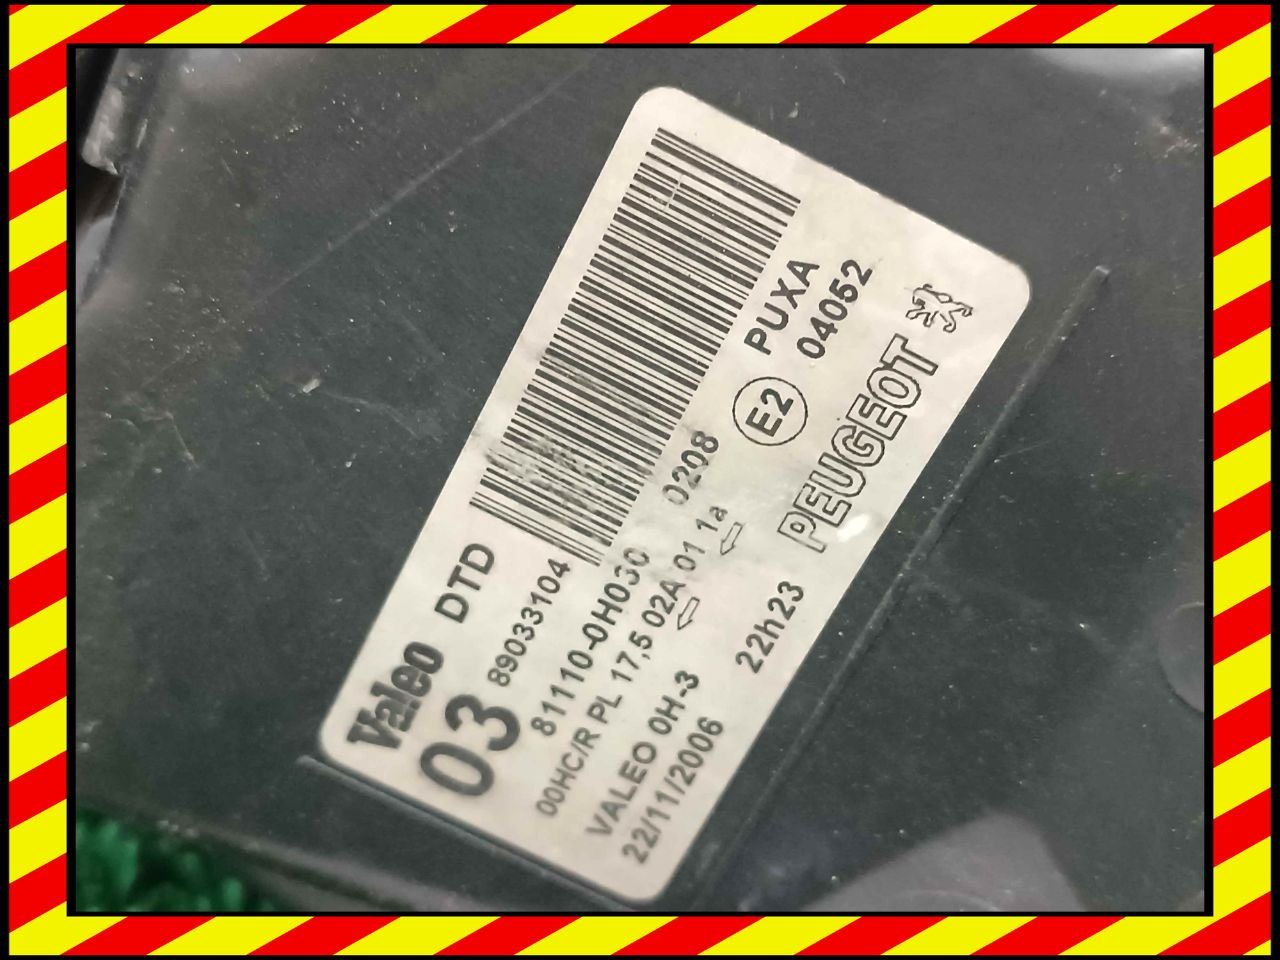 Valeo DTD
03 89033104
81110-0H030 0208
00HC/R PL 17,5 02A 01 1a
VALEO 0H-3
22/11/2006 22h23
E2
PUXA
04052
PEUGEOT